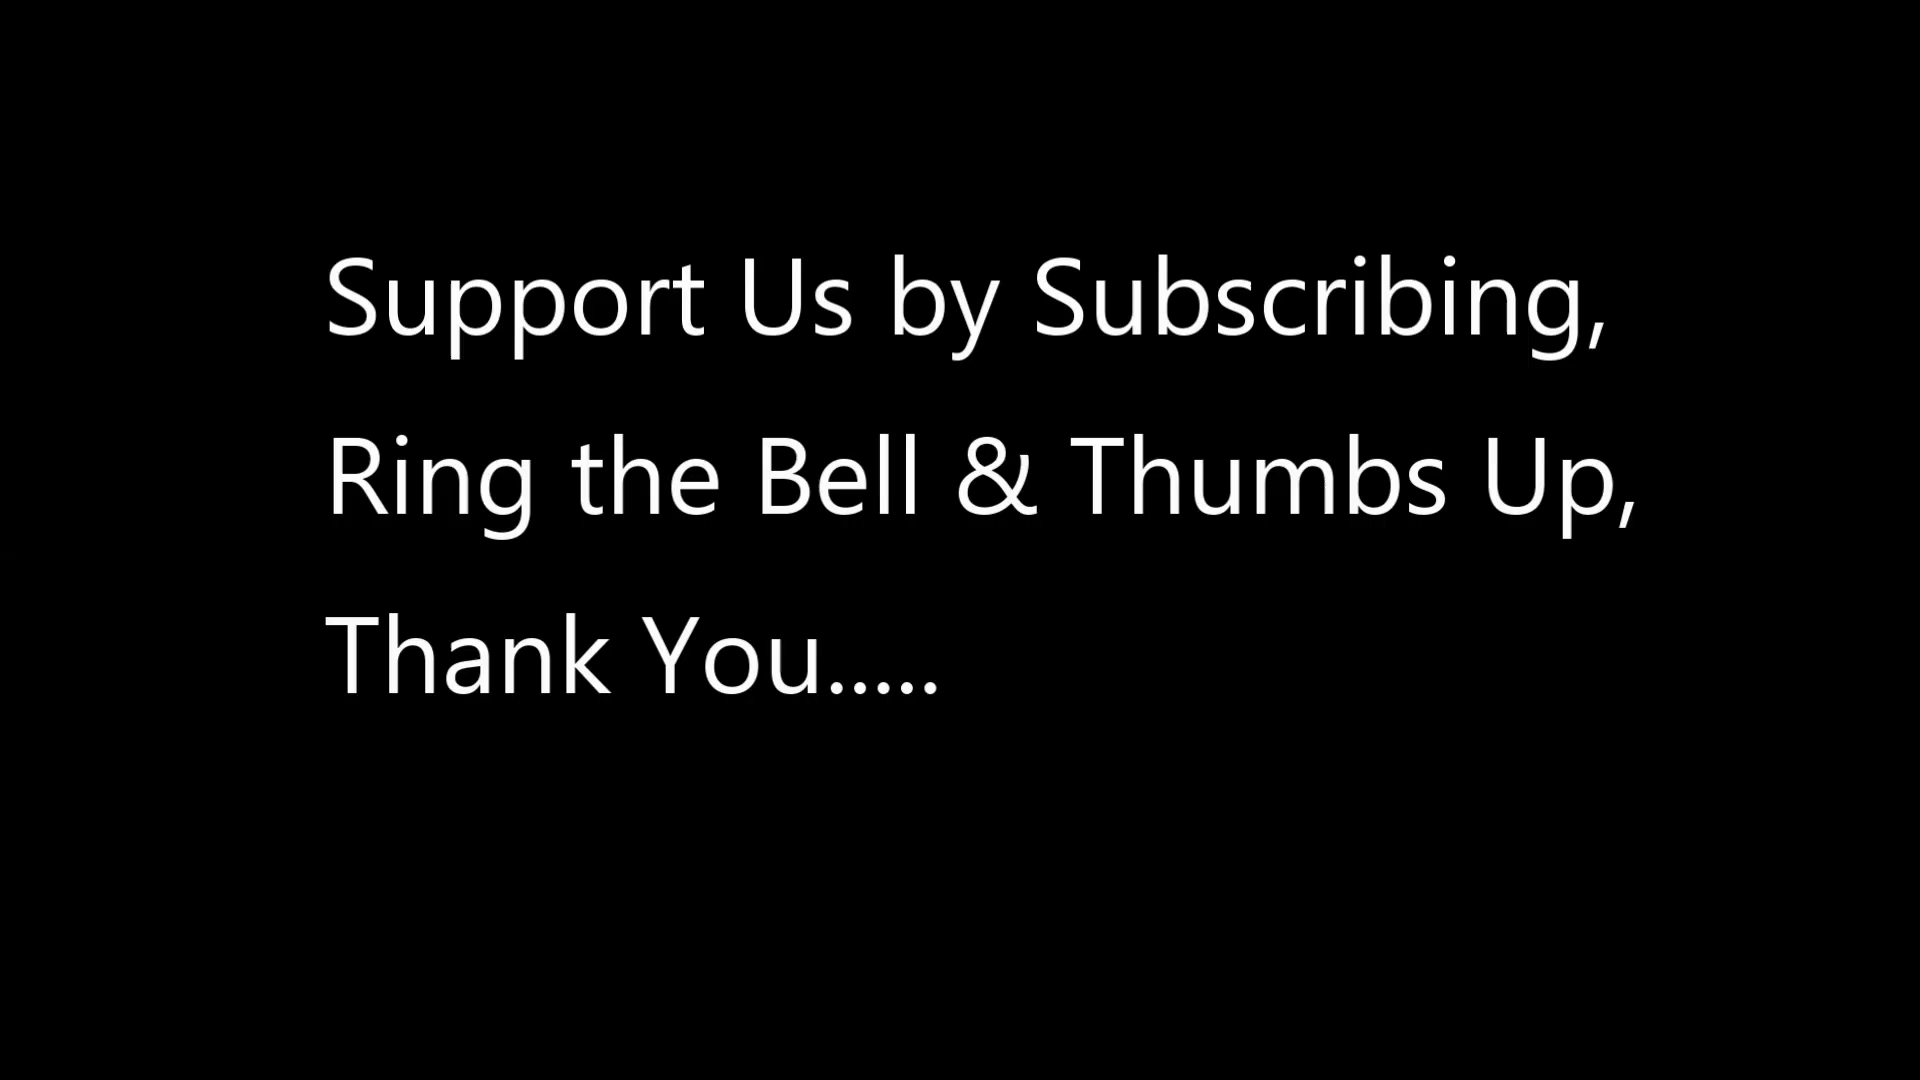 Support Us by Subscribing,
Ring the Bell & Thumbs Up,
Thank You.....